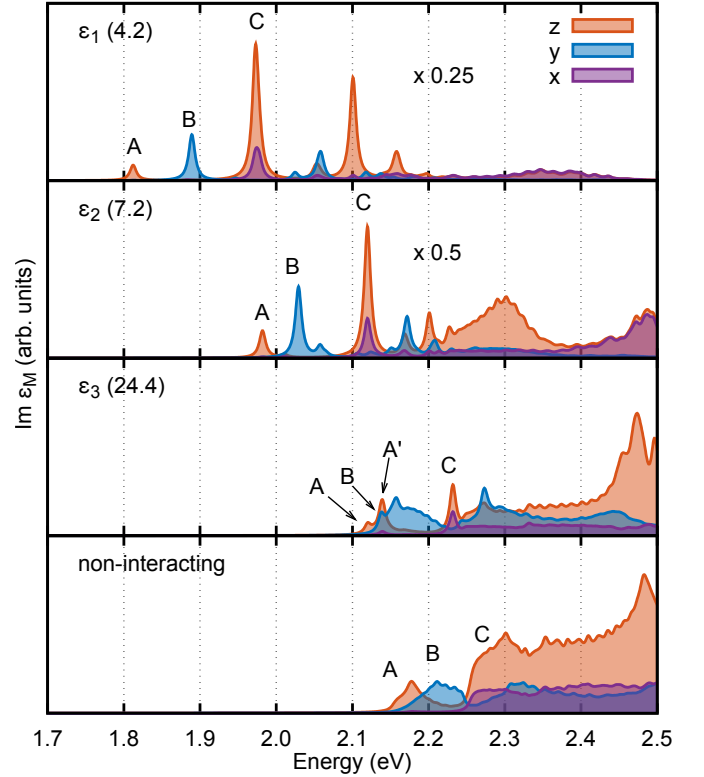 ε1 (4.2)
C
z
y
x
x 0.25
B
A
ε2 (7.2)
C
x 0.5
B
A
ε3 (24.4)
A'
B
A
C
non-interacting
C
B
A
Im εM (arb. units)
1.7 1.8 1.9 2.0 2.1 2.2 2.3 2.4 2.5
Energy (eV)